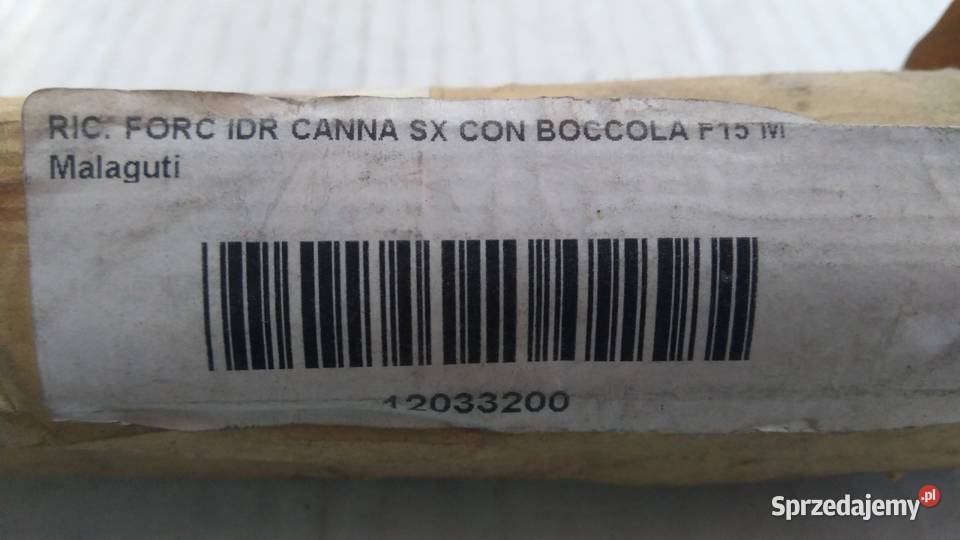 RIC. FORC IDR CANNA SX CON BOCCOLA F15 M
Malaguti
12033200
Sprzedajemy.pl